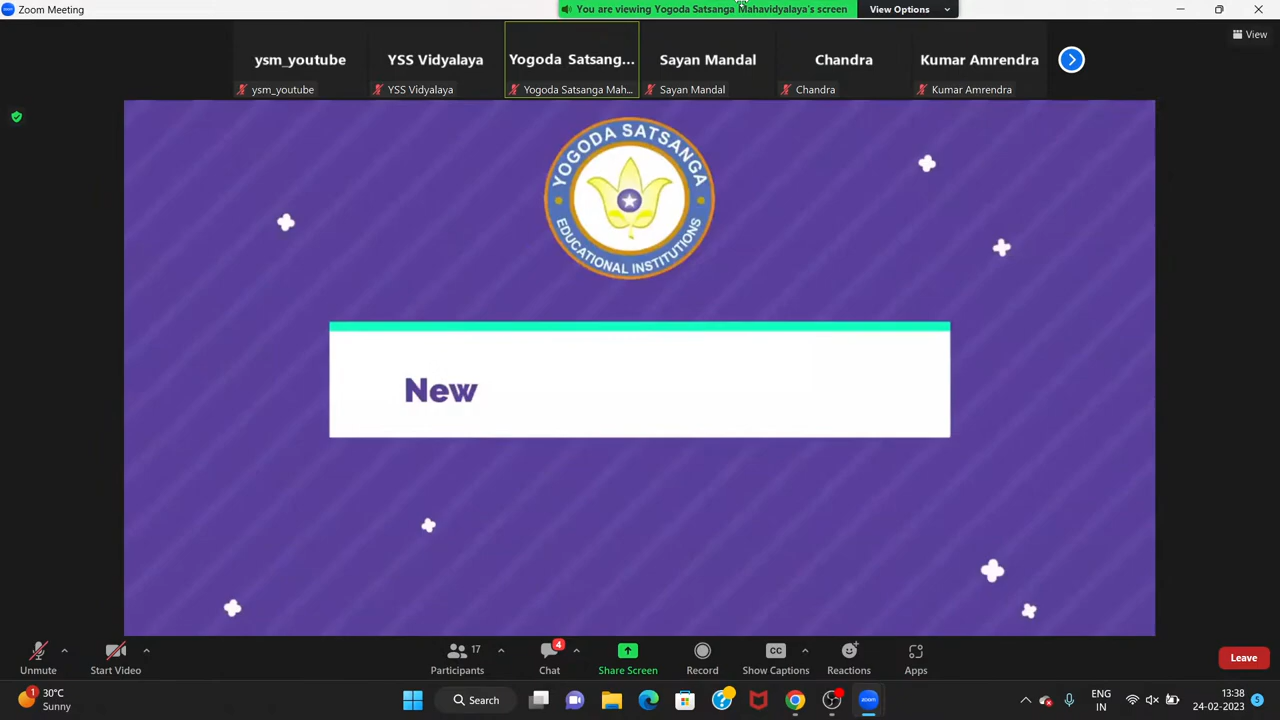 Zoom Meeting
You are viewing Yogoda Satsanga Mahavidyalaya's screen
View Options
View
ysm_youtube
YSS Vidyalaya
Yogoda Satsang...
Sayan Mandal
Chandra
Kumar Amrendra
ysm_youtube
YSS Vidyalaya
Yogoda Satsanga Mah...
Sayan Mandal
Chandra
Kumar Amrendra
YOGODA SATSANGA
EDUCATIONAL INSTITUTIONS
New
Unmute
Start Video
17
Participants
4
Chat
Share Screen
Record
CC
Show Captions
Reactions
Apps
Leave
1
30°C
Sunny
Search
zoom
ENG
IN
13:38
24-02-2023
5